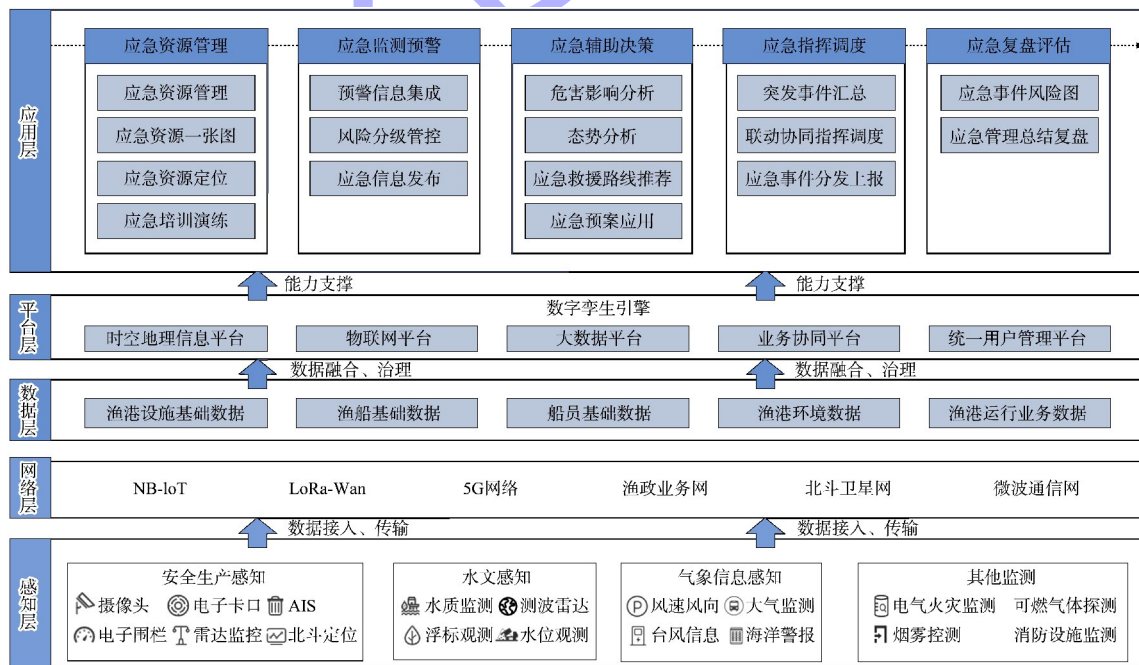 应用层
应急资源管理
应急监测预警
应急辅助决策
应急指挥调度
应急复盘评估
应急资源管理
预警信息集成
危害影响分析
突发事件汇总
应急事件风险图
应急资源一张图
风险分级管控
态势分析
联动协同指挥调度
应急管理总结复盘
应急资源定位
应急信息发布
应急救援路线推荐
应急事件分发上报
应急培训演练
应急预案应用
能力支撑
能力支撑
平台层
数字孪生引擎
时空地理信息平台
物联网平台
大数据平台
业务协同平台
统一用户管理平台
数据融合、治理
数据融合、治理
数据层
渔港设施基础数据
渔船基础数据
船员基础数据
渔港环境数据
渔港运行业务数据
网络层
NB-loT
LoRa-Wan
5G网络
渔政业务网
北斗卫星网
微波通信网
数据接入、传输
数据接入、传输
感知层
安全生产感知
摄像头 电子卡口 AIS
电子围栏 雷达监控 北斗定位
水文感知
水质监测 测波雷达
浮标观测 水位观测
气象信息感知
风速风向 大气监测
台风信息 海洋警报
其他监测
电气火灾监测 可燃气体探测
烟雾控测 消防设施监测